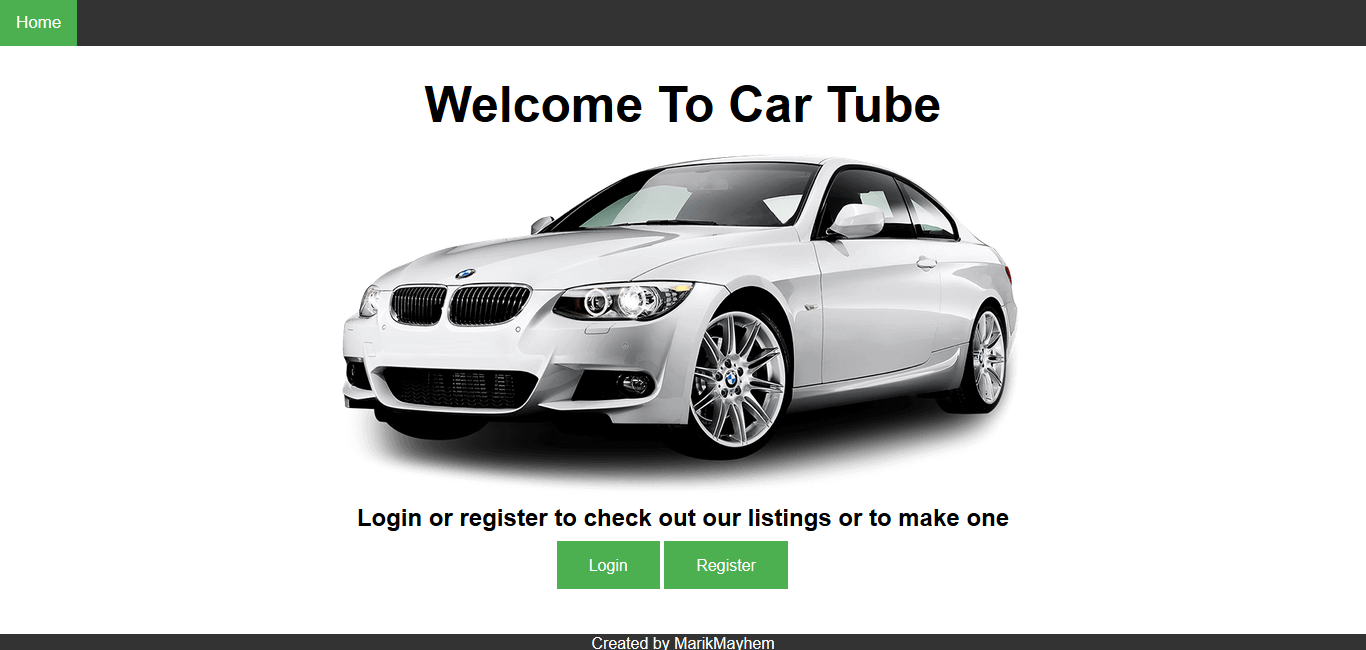 Home
Welcome To Car Tube
Login or register to check out our listings or to make one
Login Register
Created by MarikMayhem